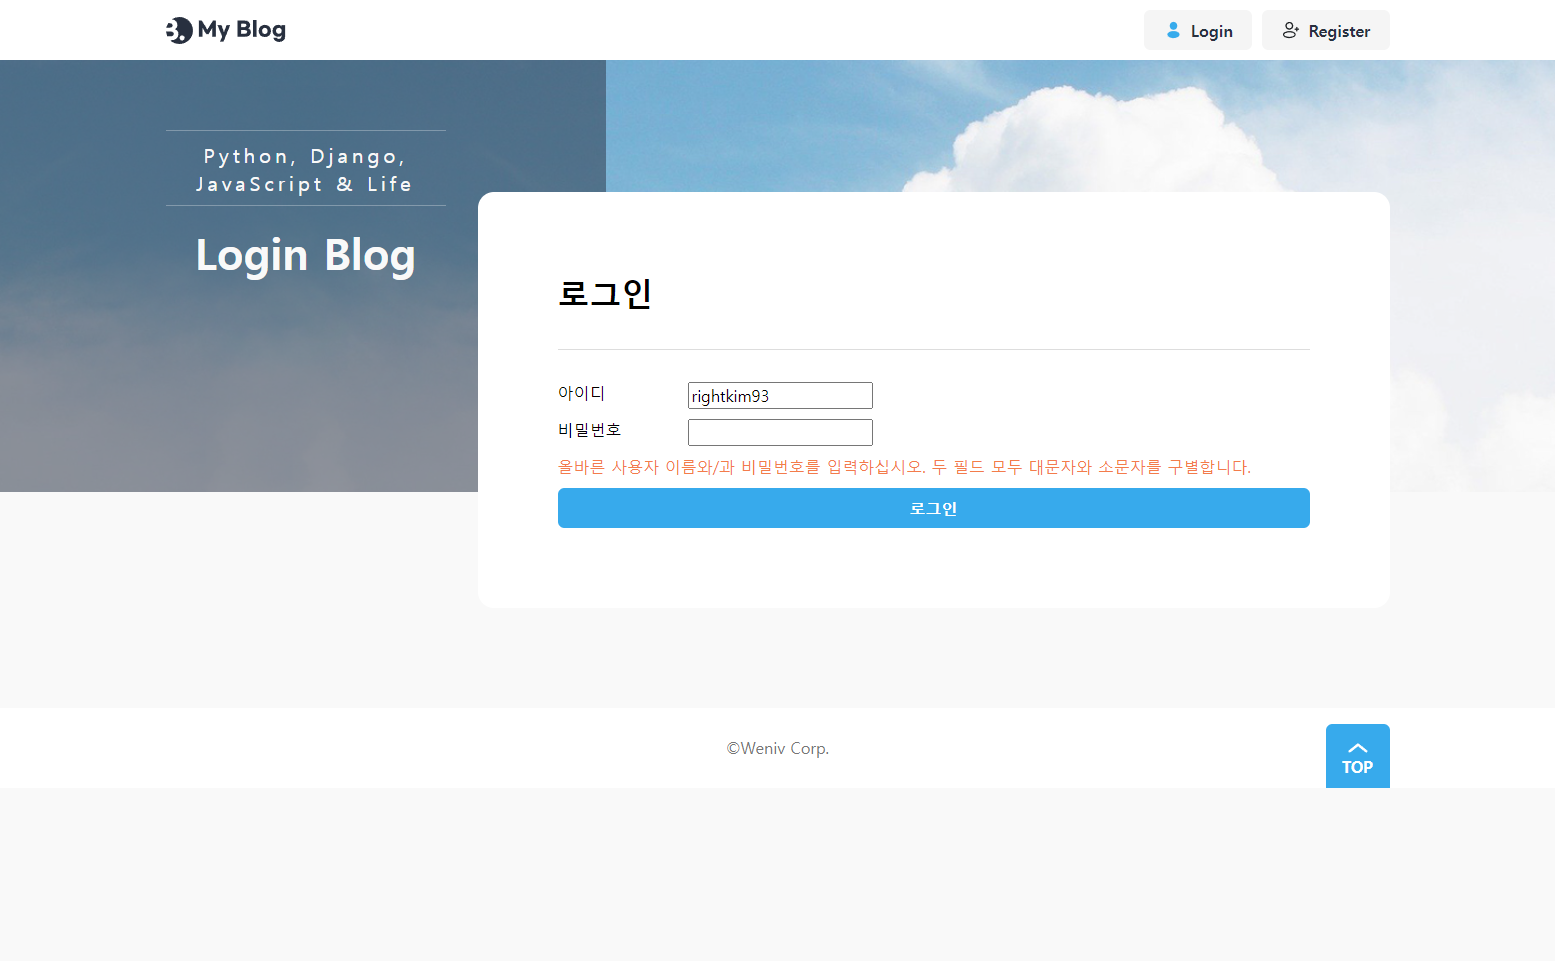 My Blog
Login
Register
Python, Django,
JavaScript & Life
Login Blog
로그인
아이디
rightkim93
비밀번호
올바른 사용자 이름와/과 비밀번호를 입력하십시오. 두 필드 모두 대문자와 소문자를 구별합니다.
로그인
©Weniv Corp.
TOP